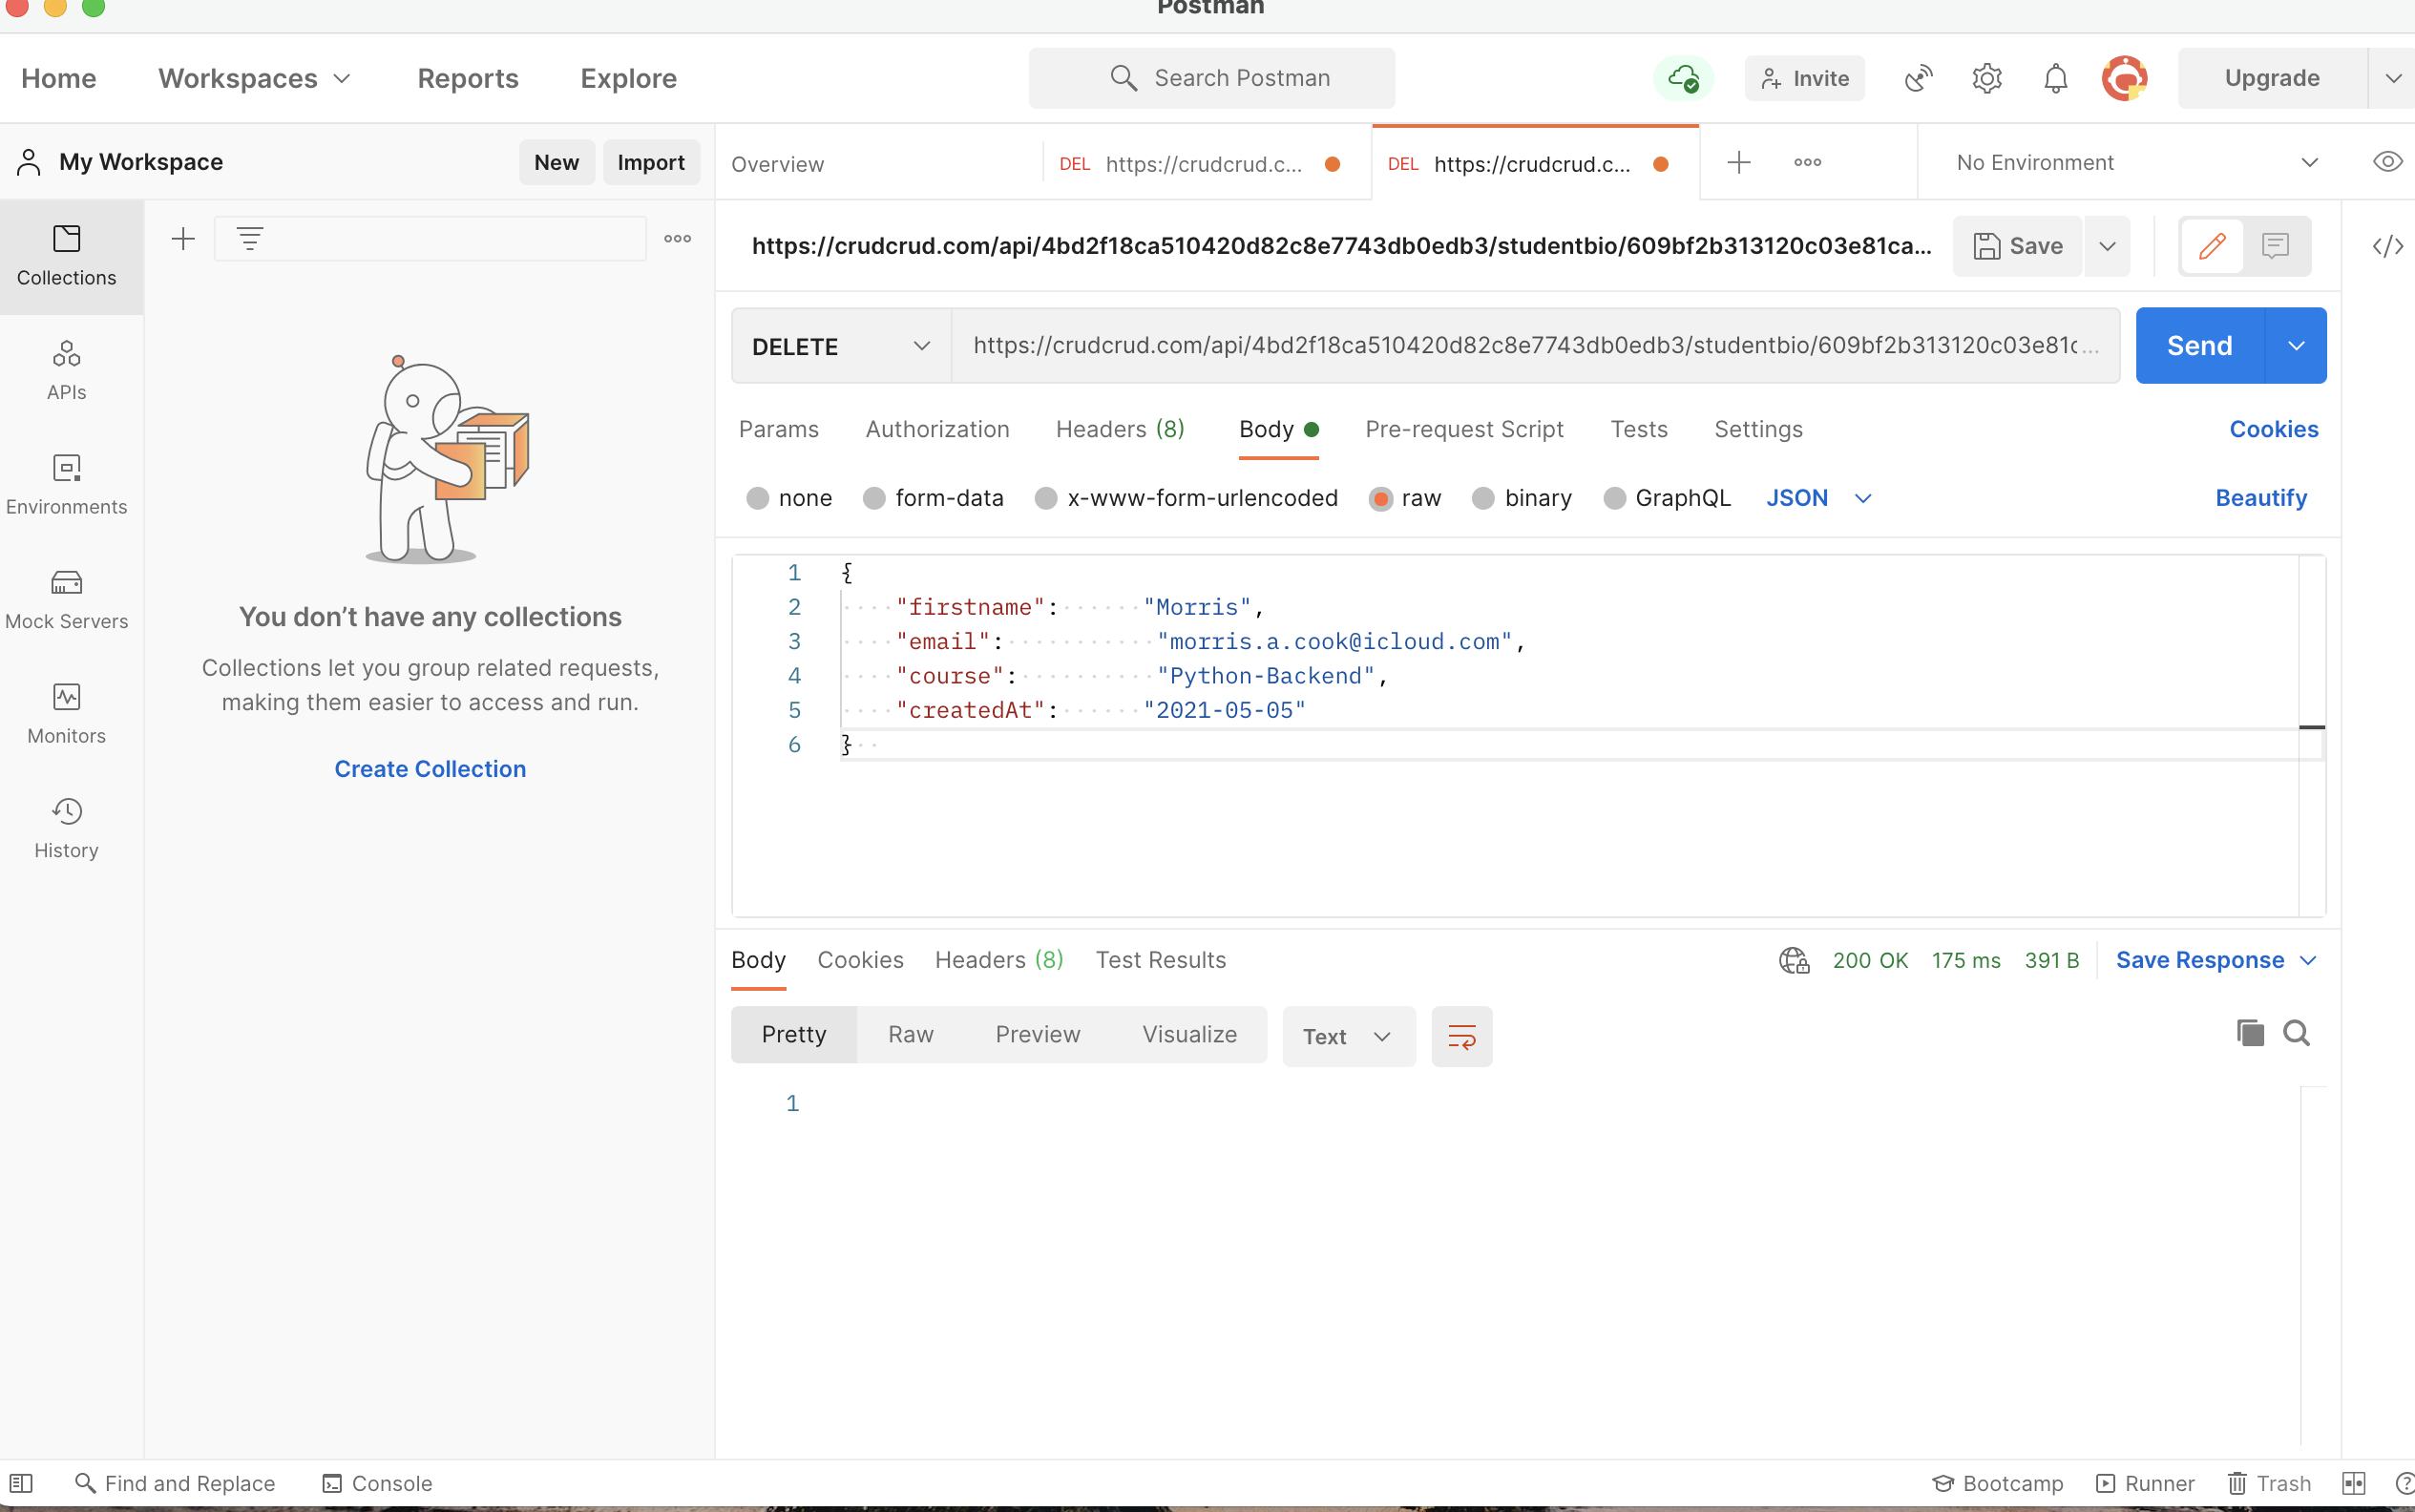 Postman
Home Workspaces Reports Explore Search Postman Invite Upgrade
My Workspace New Import Overview DEL https://crudcrud.c... DEL https://crudcrud.c... No Environment
Collections
APIs
Environments
Mock Servers
Monitors
History
You don’t have any collections
Collections let you group related requests,
making them easier to access and run.
Create Collection
https://crudcrud.com/api/4bd2f18ca510420d82c8e7743db0edb3/studentbio/609bf2b313120c03e81ca... Save
DELETE https://crudcrud.com/api/4bd2f18ca510420d82c8e7743db0edb3/studentbio/609bf2b313120c03e81c... Send
Params Authorization Headers (8) Body Pre-request Script Tests Settings Cookies
none form-data x-www-form-urlencoded raw binary GraphQL JSON Beautify
1 {
2 "firstname": "Morris",
3 "email": "morris.a.cook@icloud.com",
4 "course": "Python-Backend",
5 "createdAt": "2021-05-05"
6 }
Body Cookies Headers (8) Test Results 200 OK 175 ms 391 B Save Response
Pretty Raw Preview Visualize Text
1
Find and Replace Console Bootcamp Runner Trash